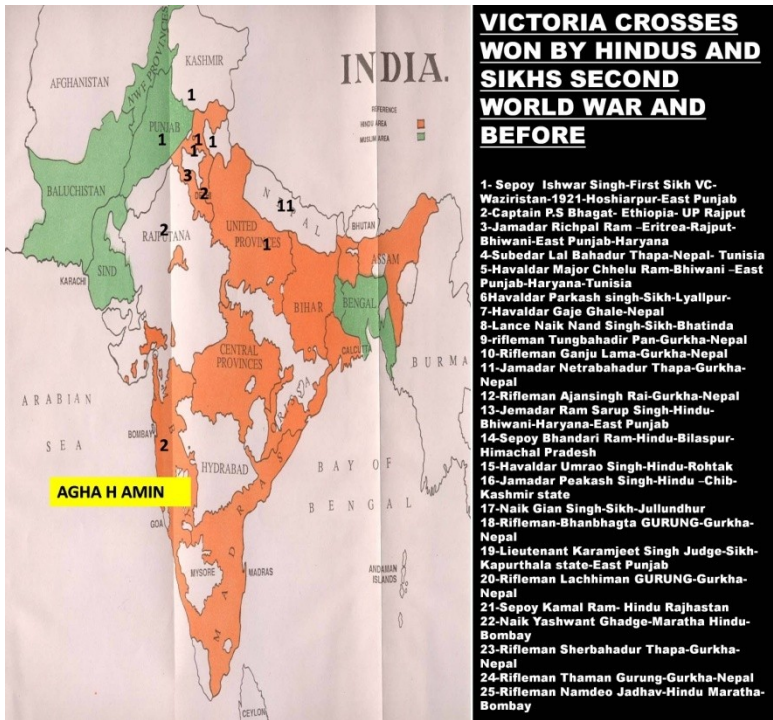 AFGHANISTAN
NWF PROVINCES
KASHMIR
INDIA.
1
REFERENCE
HINDU AREA
MUSLIM AREA
PUNJAB
1
1
1
1
BALUCHISTAN
3
2
NEPAL
11
2
RAJPUTANA
UNITED
PROVINCES
1
BHUTAN
ASSAM
SIND
KARACHI
BIHAR
BENGAL
CENTRAL
PROVINCES
CALCUTTA
BURMA
ARABIAN
SEA
BOMBAY
2
HYDRABAD
BAY OF
BENGAL
AGHA H AMIN
GOA
MYSORE
MADRAS
MADRAS
ANDAMAN
ISLANDS
CEYLON
VICTORIA CROSSES
WON BY HINDUS AND
SIKHS SECOND
WORLD WAR AND
BEFORE
1- Sepoy Ishwar Singh-First Sikh VC-
Waziristan-1921-Hoshiarpur-East Punjab
2-Captain P.S Bhagat- Ethiopia- UP Rajput
3-Jamadar Richpal Ram –Eritrea-Rajput-
Bhiwani-East Punjab-Haryana
4-Subedar Lal Bahadur Thapa-Nepal- Tunisia
5-Havaldar Major Chhelu Ram-Bhiwani –East
Punjab-Haryana-Tunisia
6Havaldar Parkash singh-Sikh-Lyallpur-
7-Havaldar Gaje Ghale-Nepal
8-Lance Naik Nand Singh-Sikh-Bhatinda
9-rifleman Tungbahadir Pan-Gurkha-Nepal
10-Rifleman Ganju Lama-Gurkha-Nepal
11-Jamadar Netrabahadur Thapa-Gurkha-
Nepal
12-Rifleman Ajansingh Rai-Gurkha-Nepal
13-Jemadar Ram Sarup Singh-Hindu-
Bhiwani-Haryana-East Punjab
14-Sepoy Bhandari Ram-Hindu-Bilaspur-
Himachal Pradesh
15-Havaldar Umrao Singh-Hindu-Rohtak
16-Jamadar Peakash Singh-Hindu –Chib-
Kashmir state
17-Naik Gian Singh-Sikh-Jullundhur
18-Rifleman-Bhanbhagta GURUNG-Gurkha-
Nepal
19-Lieutenant Karamjeet Singh Judge-Sikh-
Kapurthala state-East Punjab
20-Rifleman Lachhiman GURUNG-Gurkha-
Nepal
21-Sepoy Kamal Ram- Hindu Rajhastan
22-Naik Yashwant Ghadge-Maratha Hindu-
Bombay
23-Rifleman Sherbahadur Thapa-Gurkha-
Nepal
24-Rifleman Thaman Gurung-Gurkha-Nepal
25-Rifleman Namdeo Jadhav-Hindu Maratha-
Bombay